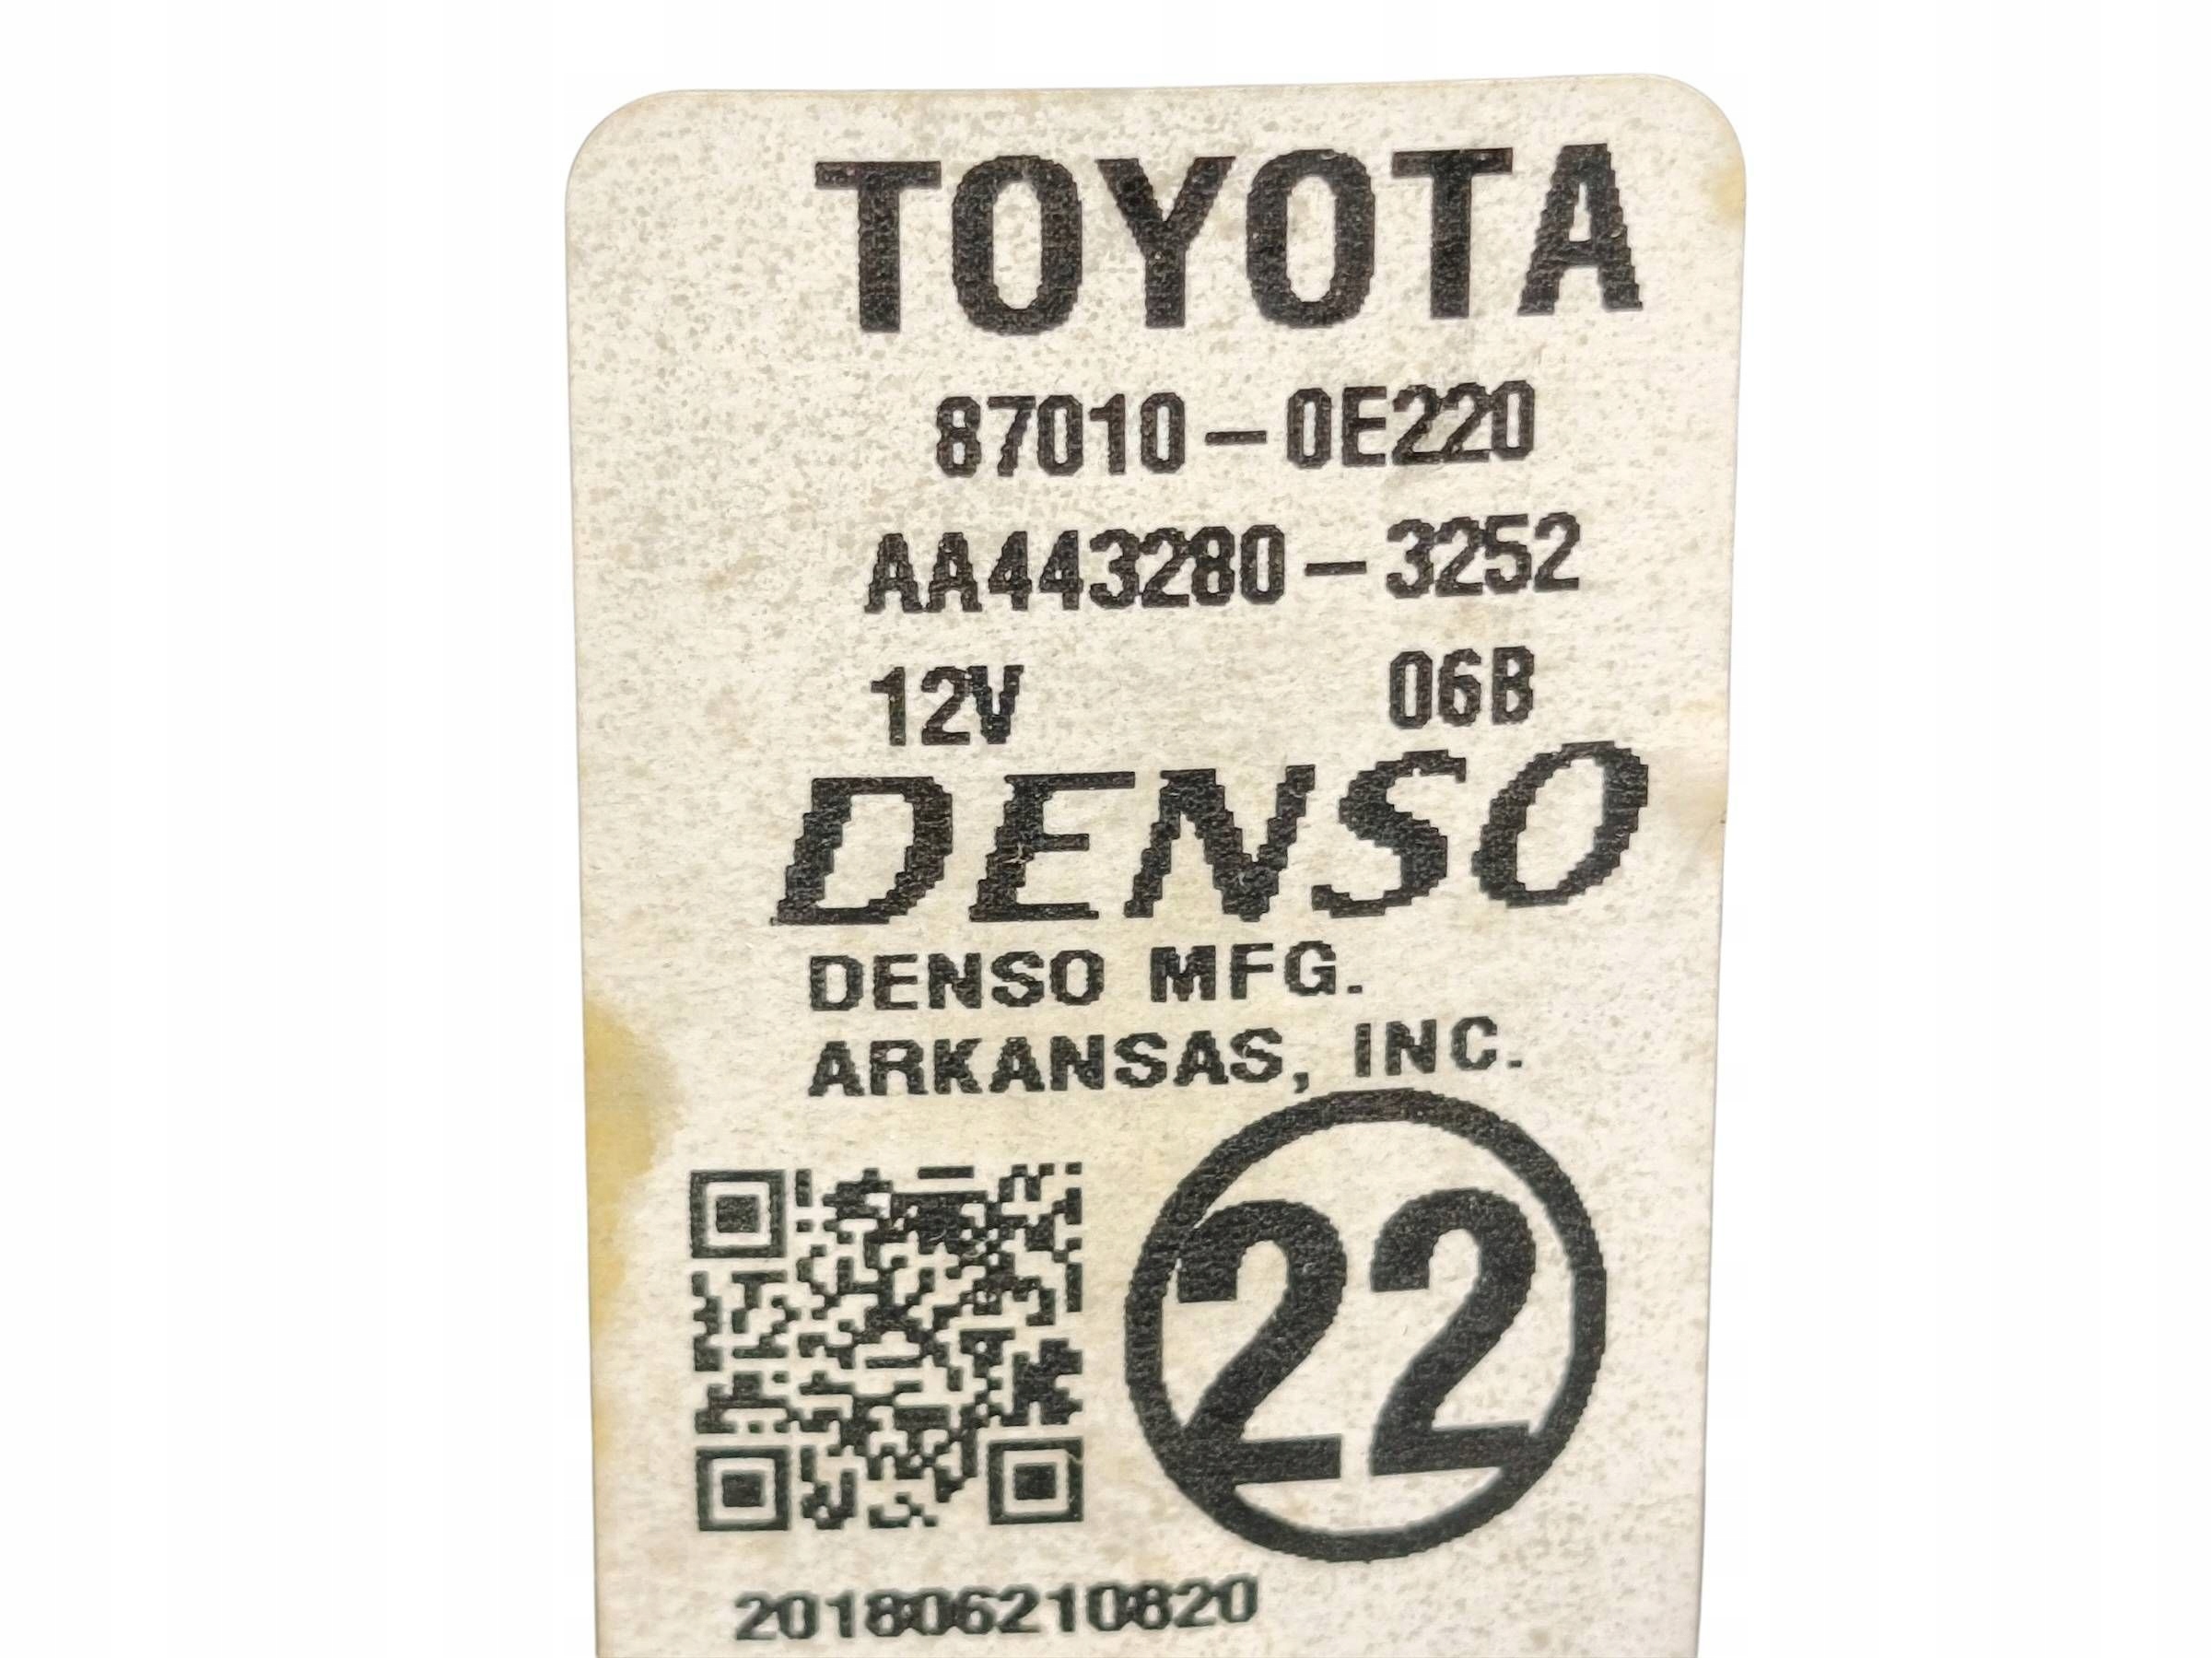 TOYOTA
87010-0E220
AA443280-3252
12V 06B
DENSO
DENSO MFG.
ARKANSAS, INC.
22
201806210820